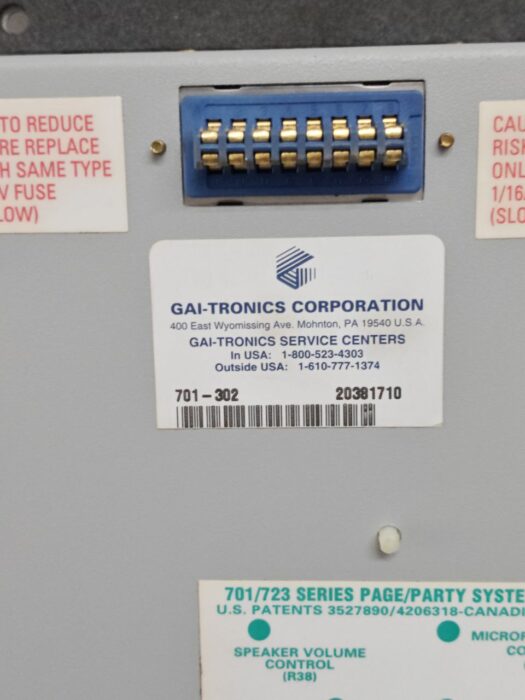 TO REDUCE
RE REPLACE
H SAME TYPE
V FUSE
LOW)
CAU
RISK
ONL
1/16A
(SLO
GAI-TRONICS CORPORATION
400 East Wyomissing Ave. Mohnton, PA 19540 U.S.A.
GAI-TRONICS SERVICE CENTERS
In USA: 1-800-523-4303
Outside USA: 1-610-777-1374
701-302 20381710
701/723 SERIES PAGE/PARTY SYSTE
U.S. PATENTS 3527890/4206318-CANADI
SPEAKER VOLUME
CONTROL
(R38)
MICROP
CO